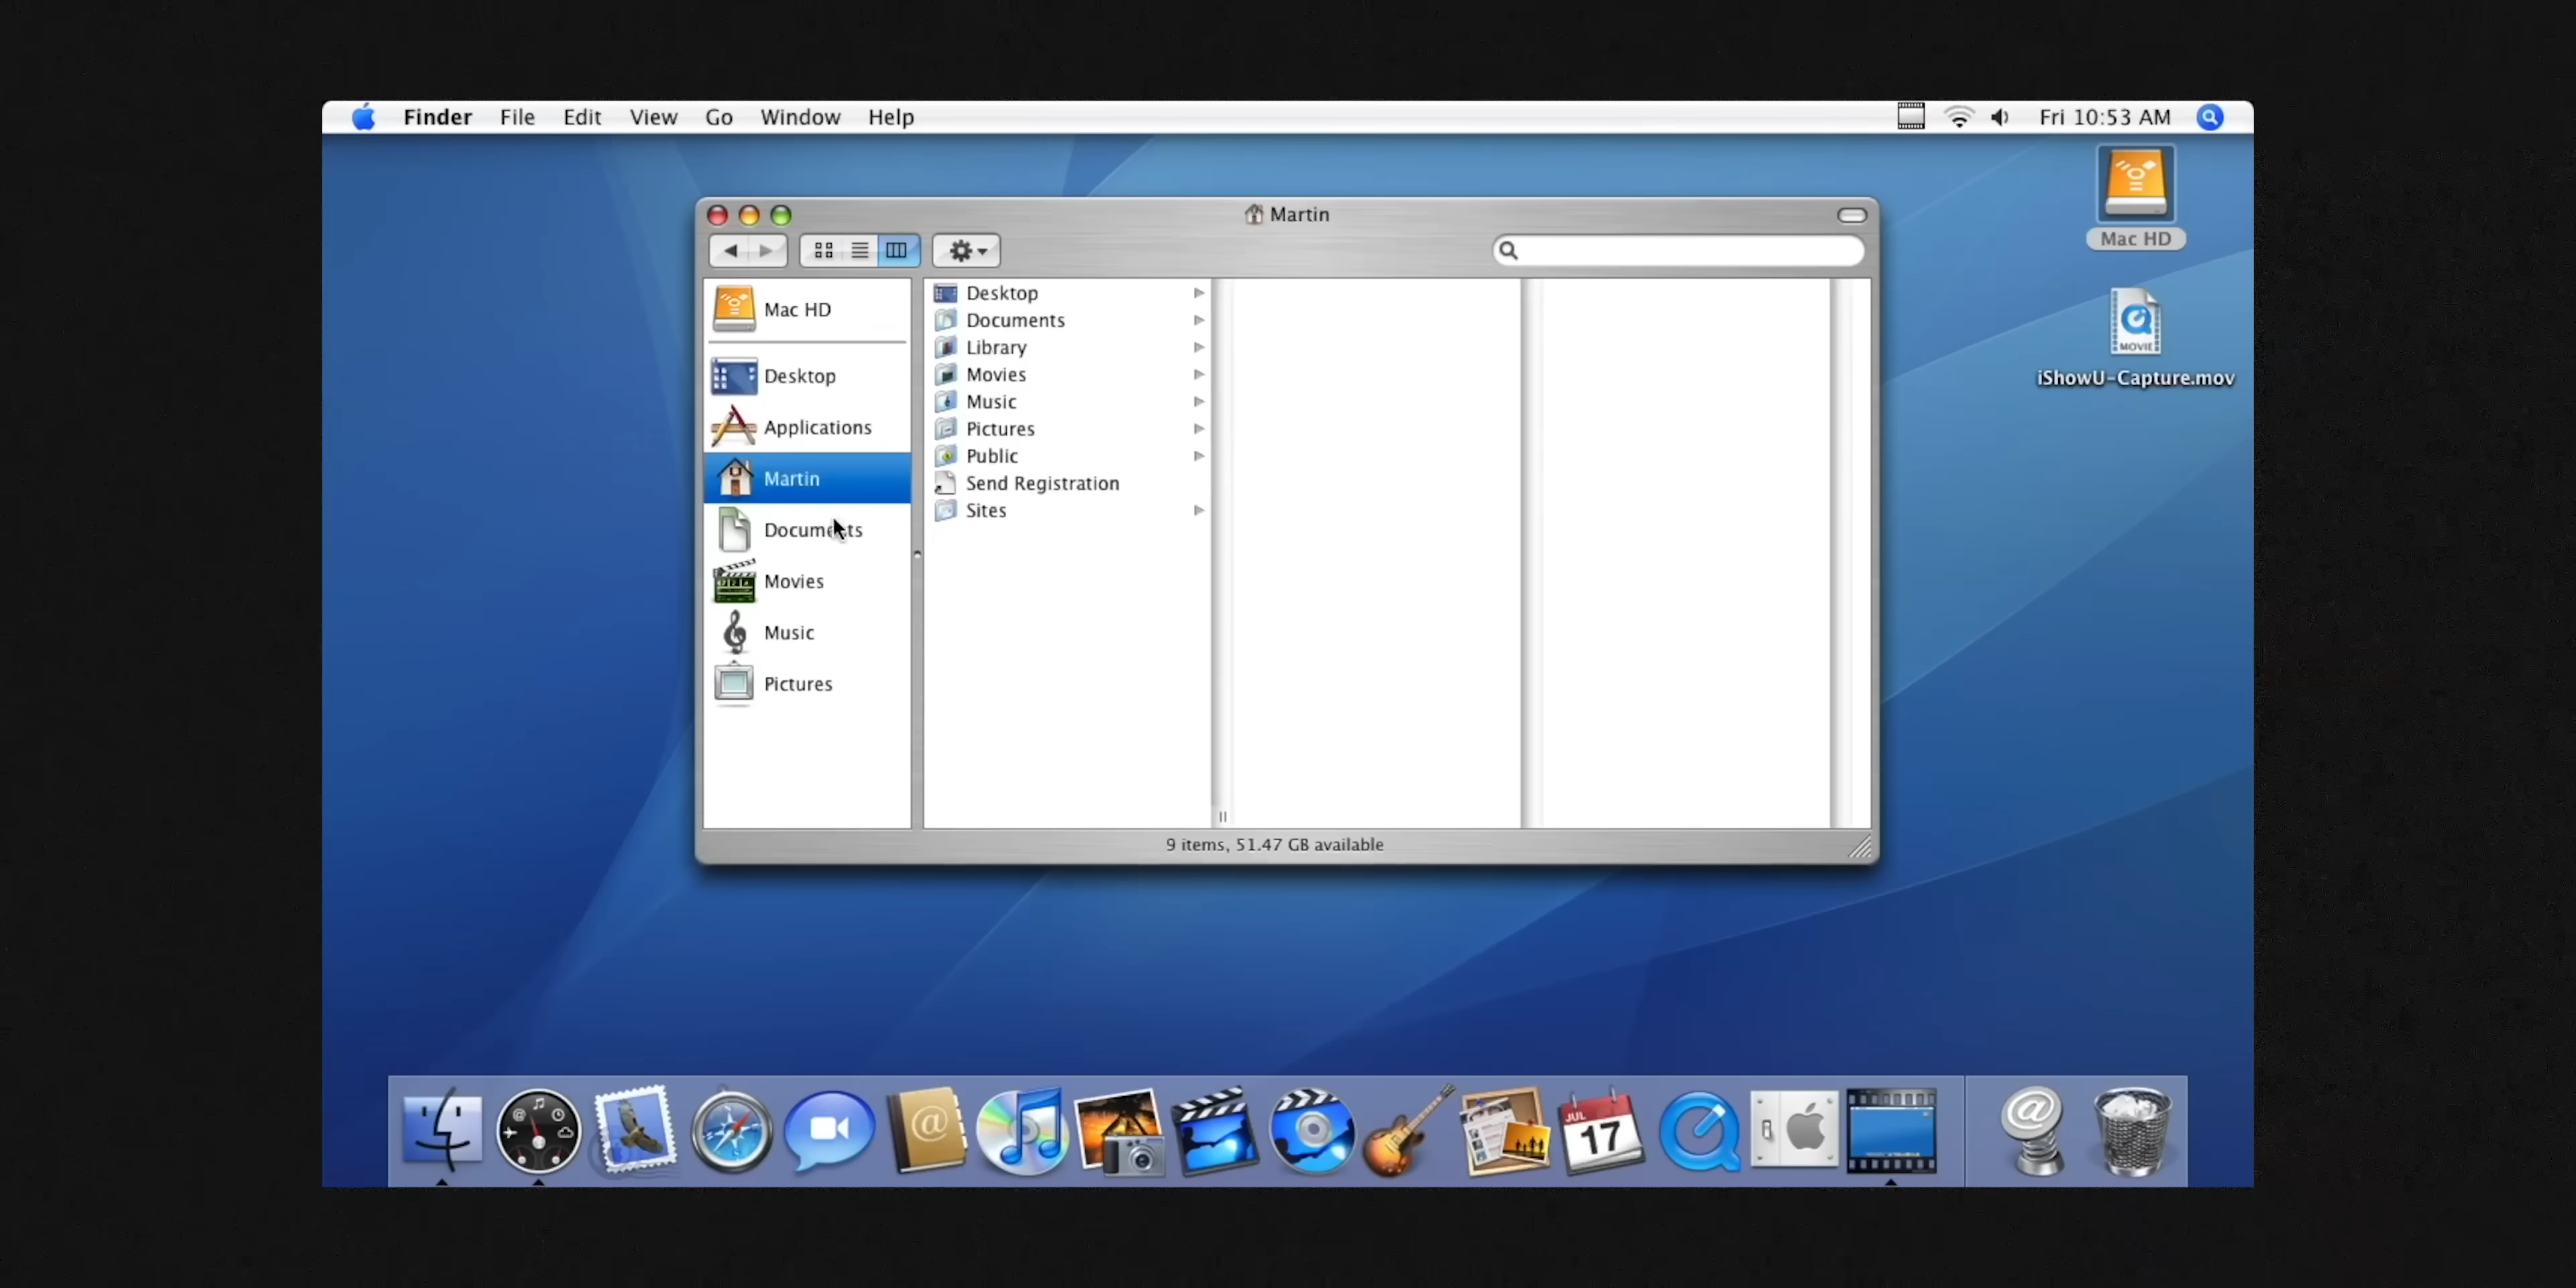 Finder File Edit View Go Window Help Fri 10:53 AM
Mac HD
MOVIE
iShowU-Capture.mov
Martin
Mac HD
Desktop
Applications
Martin
Documents
Movies
Music
Pictures
Desktop
Documents
Library
Movies
Music
Pictures
Public
Send Registration
Sites
9 items, 51.47 GB available
JUL
17